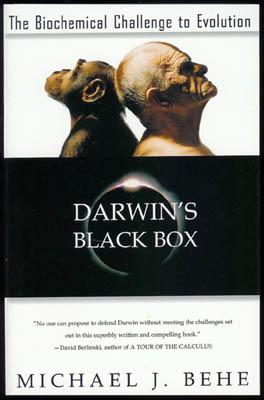 The Biochemical Challenge to Evolution
DARWIN'S
BLACK BOX
"No one can propose to defend Darwin without meeting the challenges set
out in this superbly written and compelling book."
—David Berlinski, author of A TOUR OF THE CALCULUS
MICHAEL J. BEHE